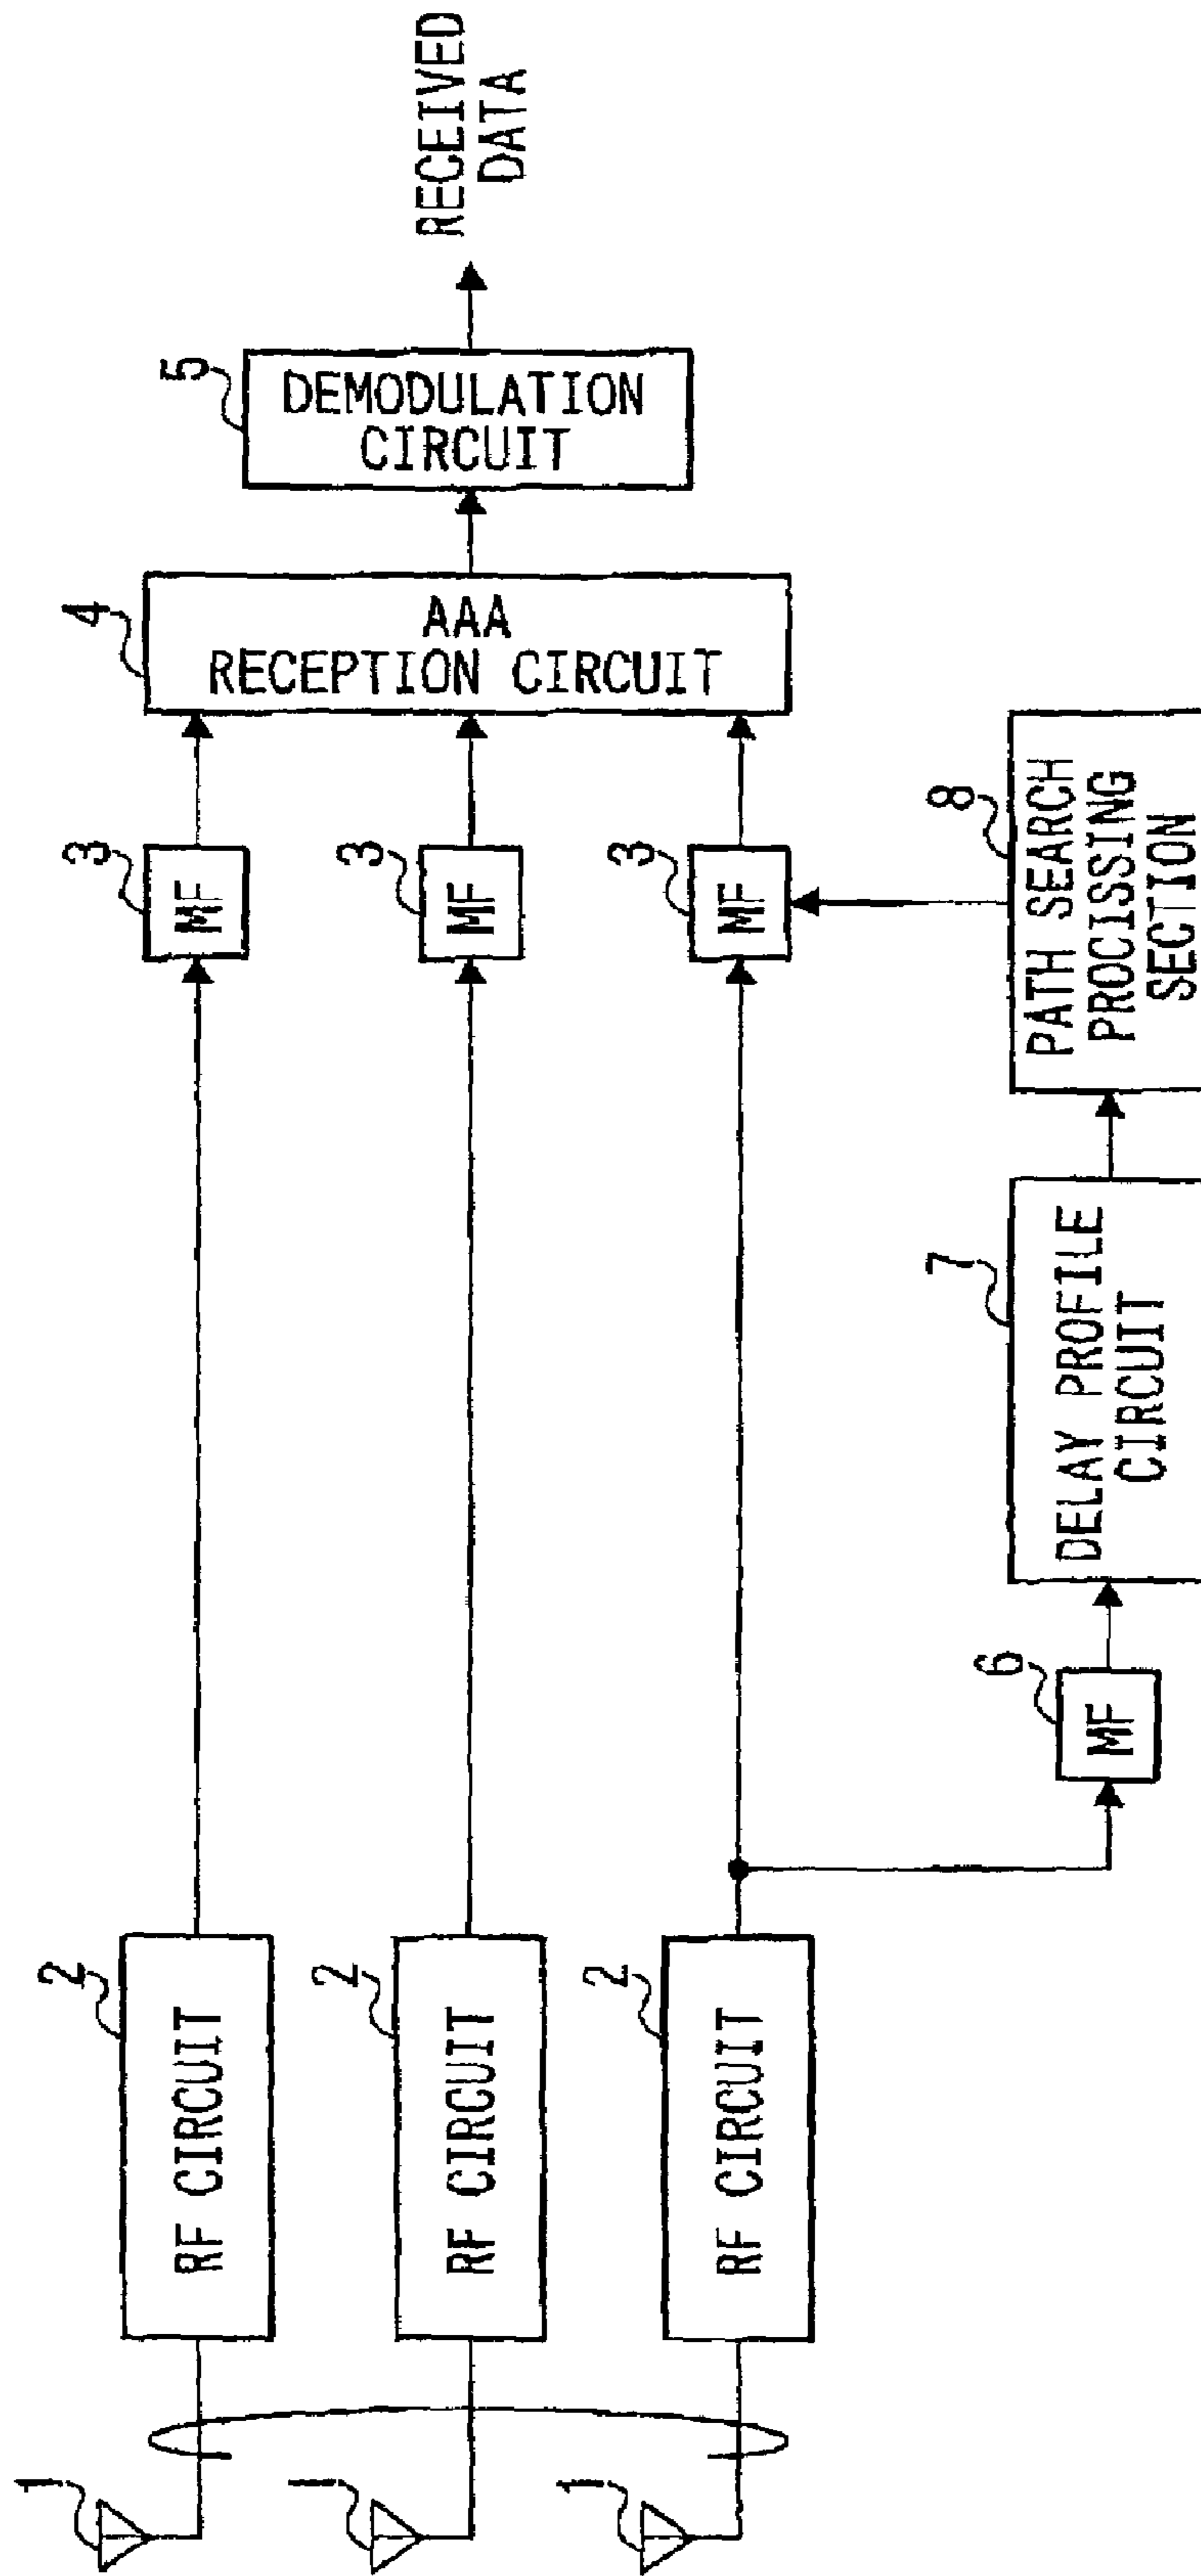 1
2
RF CIRCUIT
3
MF
4
AAA
RECEPTION CIRCUIT
5
DEMODULATION
CIRCUIT
RECEIVED
DATA
1
2
RF CIRCUIT
3
MF
1
2
RF CIRCUIT
3
MF
6
MF
7
DELAY PROFILE
CIRCUIT
8
PATH SEARCH
PROCISSING
SECTION